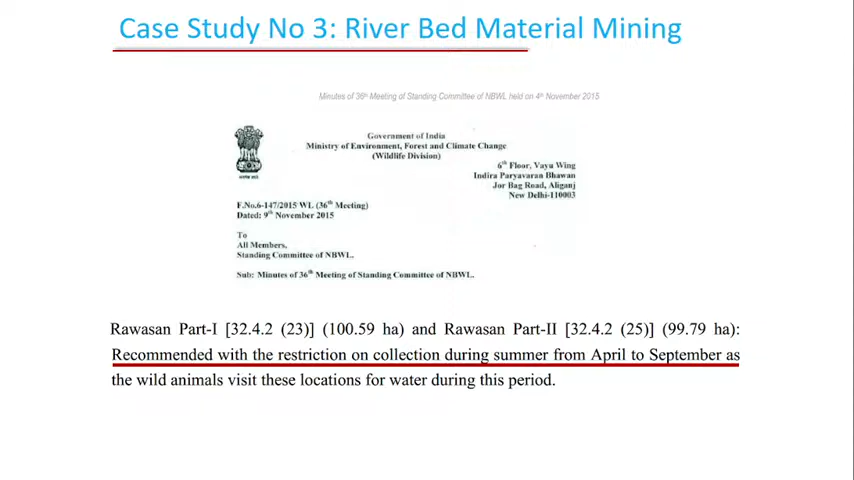 Case Study No 3: River Bed Material Mining
Minutes of 36th Meeting of Standing Committee of NBWL held on 4th November 2015
Government of India
Ministry of Environment, Forest and Climate Change
(Wildlife Division)
6th Floor, Vayu Wing
Indira Paryavaran Bhawan
Jor Bag Road, Aliganj
New Delhi-110003
F.No.6-147/2015 WL (36th Meeting)
Dated: 9th November 2015
To
All Members,
Standing Committee of NBWL.
Sub: Minutes of 36th Meeting of Standing Committee of NBWL.
Rawasan Part-I [32.4.2 (23)] (100.59 ha) and Rawasan Part-II [32.4.2 (25)] (99.79 ha):
Recommended with the restriction on collection during summer from April to September as
the wild animals visit these locations for water during this period.